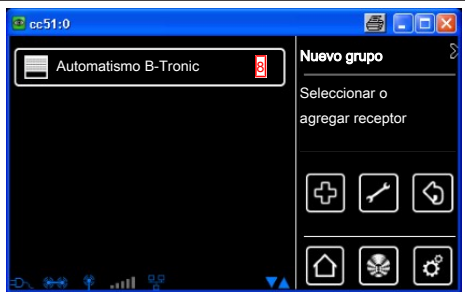 cc51:0
Automatismo B-Tronic 8
Nuevo grupo
Seleccionar o
agregar receptor